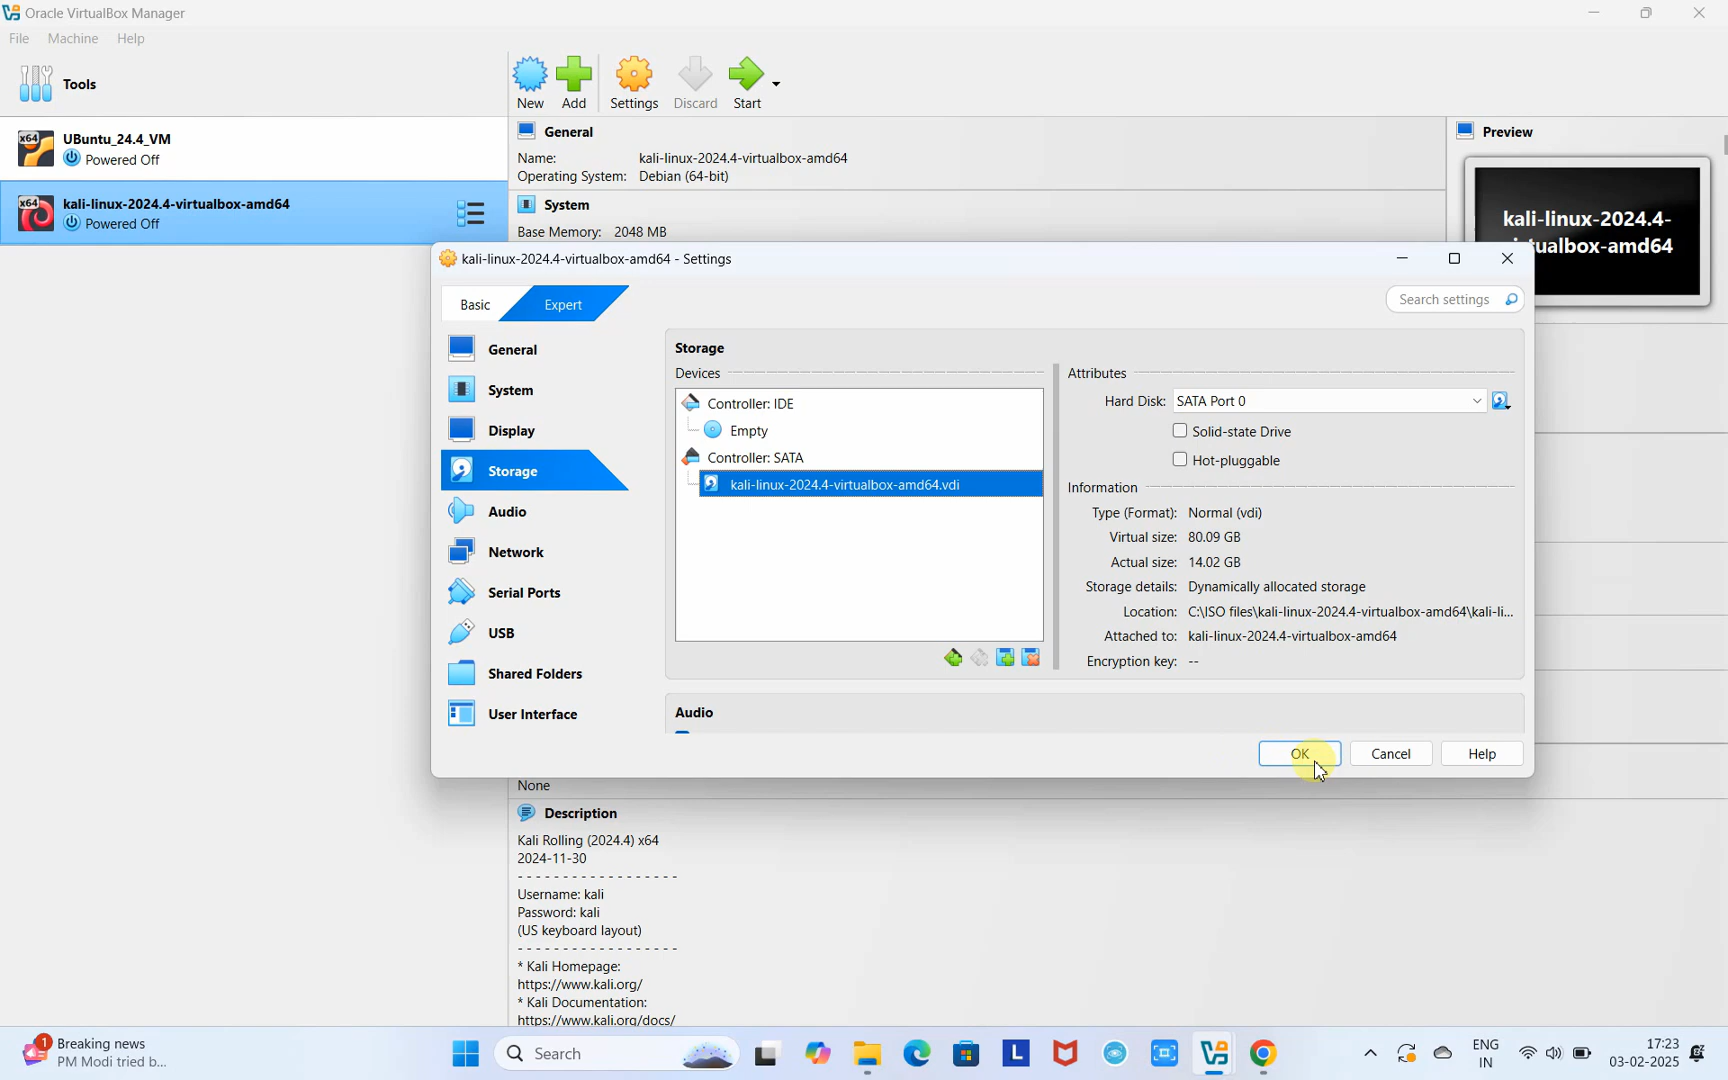 Oracle VirtualBox Manager
File Machine Help
Tools
New Add Settings Discard Start
x64 UBuntu_24.4_VM
Powered Off
x64 kali-linux-2024.4-virtualbox-amd64
Powered Off
General
Name: kali-linux-2024.4-virtualbox-amd64
Operating System: Debian (64-bit)
System
Base Memory: 2048 MB
Preview
kali-linux-2024.4-
tualbox-amd64
kali-linux-2024.4-virtualbox-amd64 - Settings
Basic Expert
Search settings
General
System
Display
Storage
Audio
Network
Serial Ports
USB
Shared Folders
User Interface
Storage
Devices
Controller: IDE
Empty
Controller: SATA
kali-linux-2024.4-virtualbox-amd64.vdi
Attributes
Hard Disk: SATA Port 0
Solid-state Drive
Hot-pluggable
Information
Type (Format): Normal (vdi)
Virtual size: 80.09 GB
Actual size: 14.02 GB
Storage details: Dynamically allocated storage
Location: C:\ISO files\kali-linux-2024.4-virtualbox-amd64\kali-li...
Attached to: kali-linux-2024.4-virtualbox-amd64
Encryption key: --
Audio
OK Cancel Help
None
Description
Kali Rolling (2024.4) x64
2024-11-30
- - - - - - - - - - - - - - - - - -
Username: kali
Password: kali
(US keyboard layout)
- - - - - - - - - - - - - - - - - -
* Kali Homepage:
https://www.kali.org/
* Kali Documentation:
https://www.kali.org/docs/
1 Breaking news
PM Modi tried b...
Search
L
ENG
IN
17:23
03-02-2025